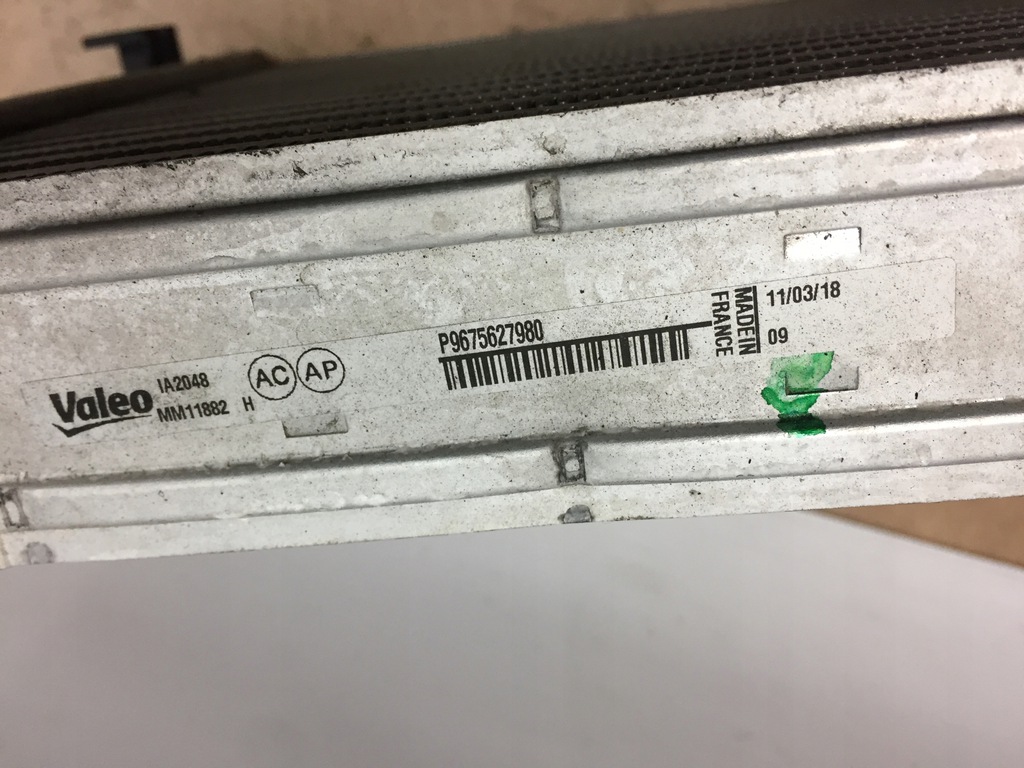 Valeo
IA2048
MM11882 H
AC
AP
P9675627980
MADE IN
FRANCE
11/03/18
09